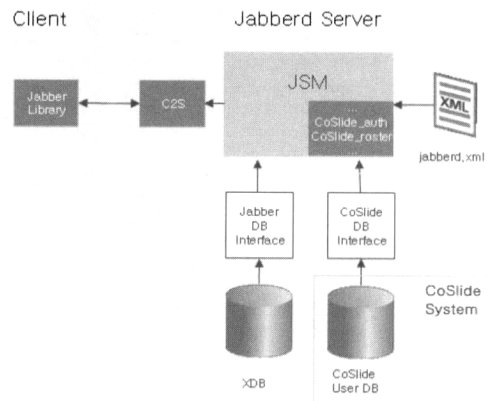 Client
Jabberd Server
Jabber
Library
C2S
JSM
...
CoSlide_auth
CoSlide_roster
...
XML
jabberd,xml
Jabber
DB
Interface
CoSlide
DB
Interface
CoSlide
System
XDB
CoSlide
User DB